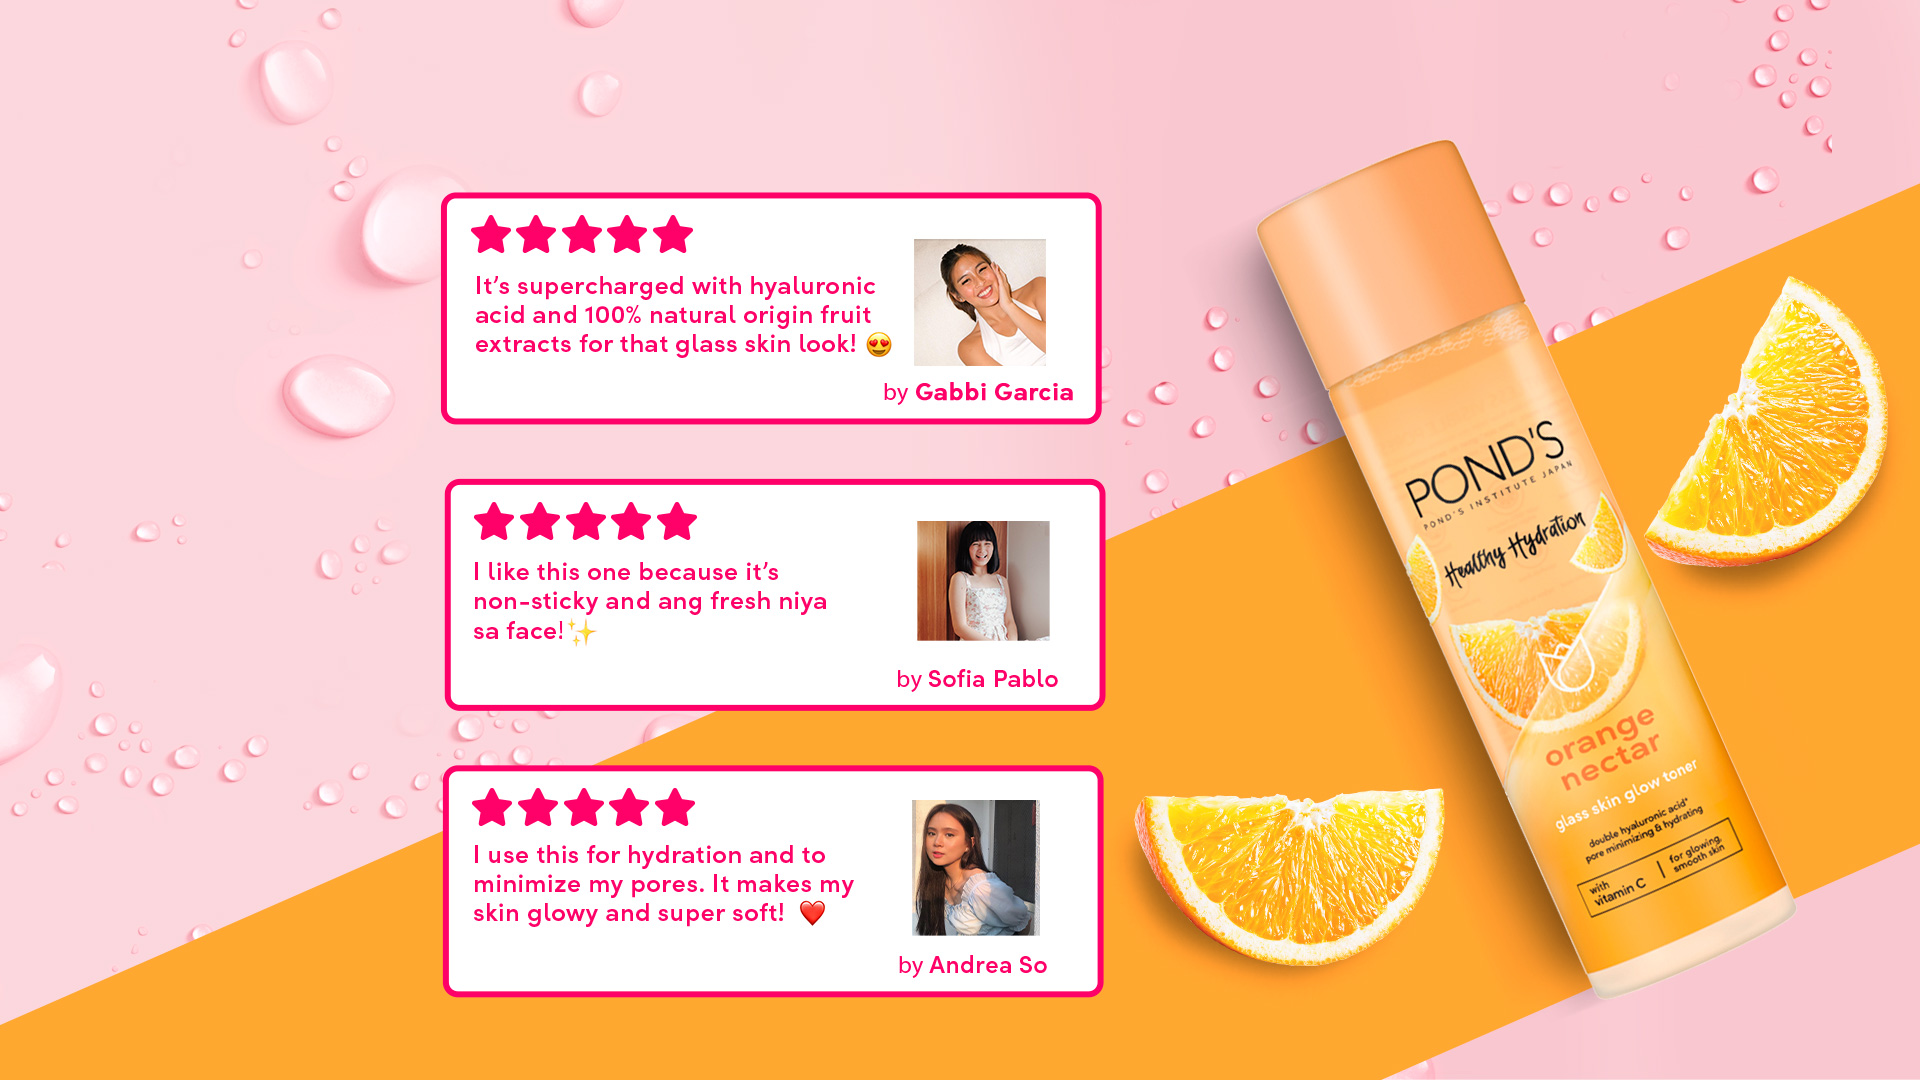 It's supercharged with hyaluronic
acid and 100% natural origin fruit
extracts for that glass skin look! 😍
by Gabbi Garcia
I like this one because it's
non-sticky and ang fresh niya
sa face!✨
by Sofia Pablo
I use this for hydration and to
minimize my pores. It makes my
skin glowy and super soft! ❤️
by Andrea So
POND'S
POND'S INSTITUTE JAPAN
Healthy Hydration
orange
nectar
glass skin glow toner
double hyaluronic acid*
pore minimizing & hydrating
with
vitamin C
for glowing,
smooth skin